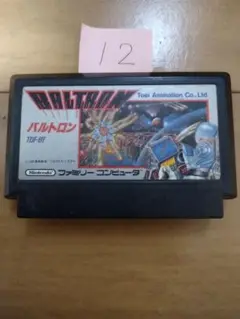 12
BALTRON
Toei Animation, Co., Ltd.
バルトロン
TDF-BT
Nintendo ファミリー コンピュータ